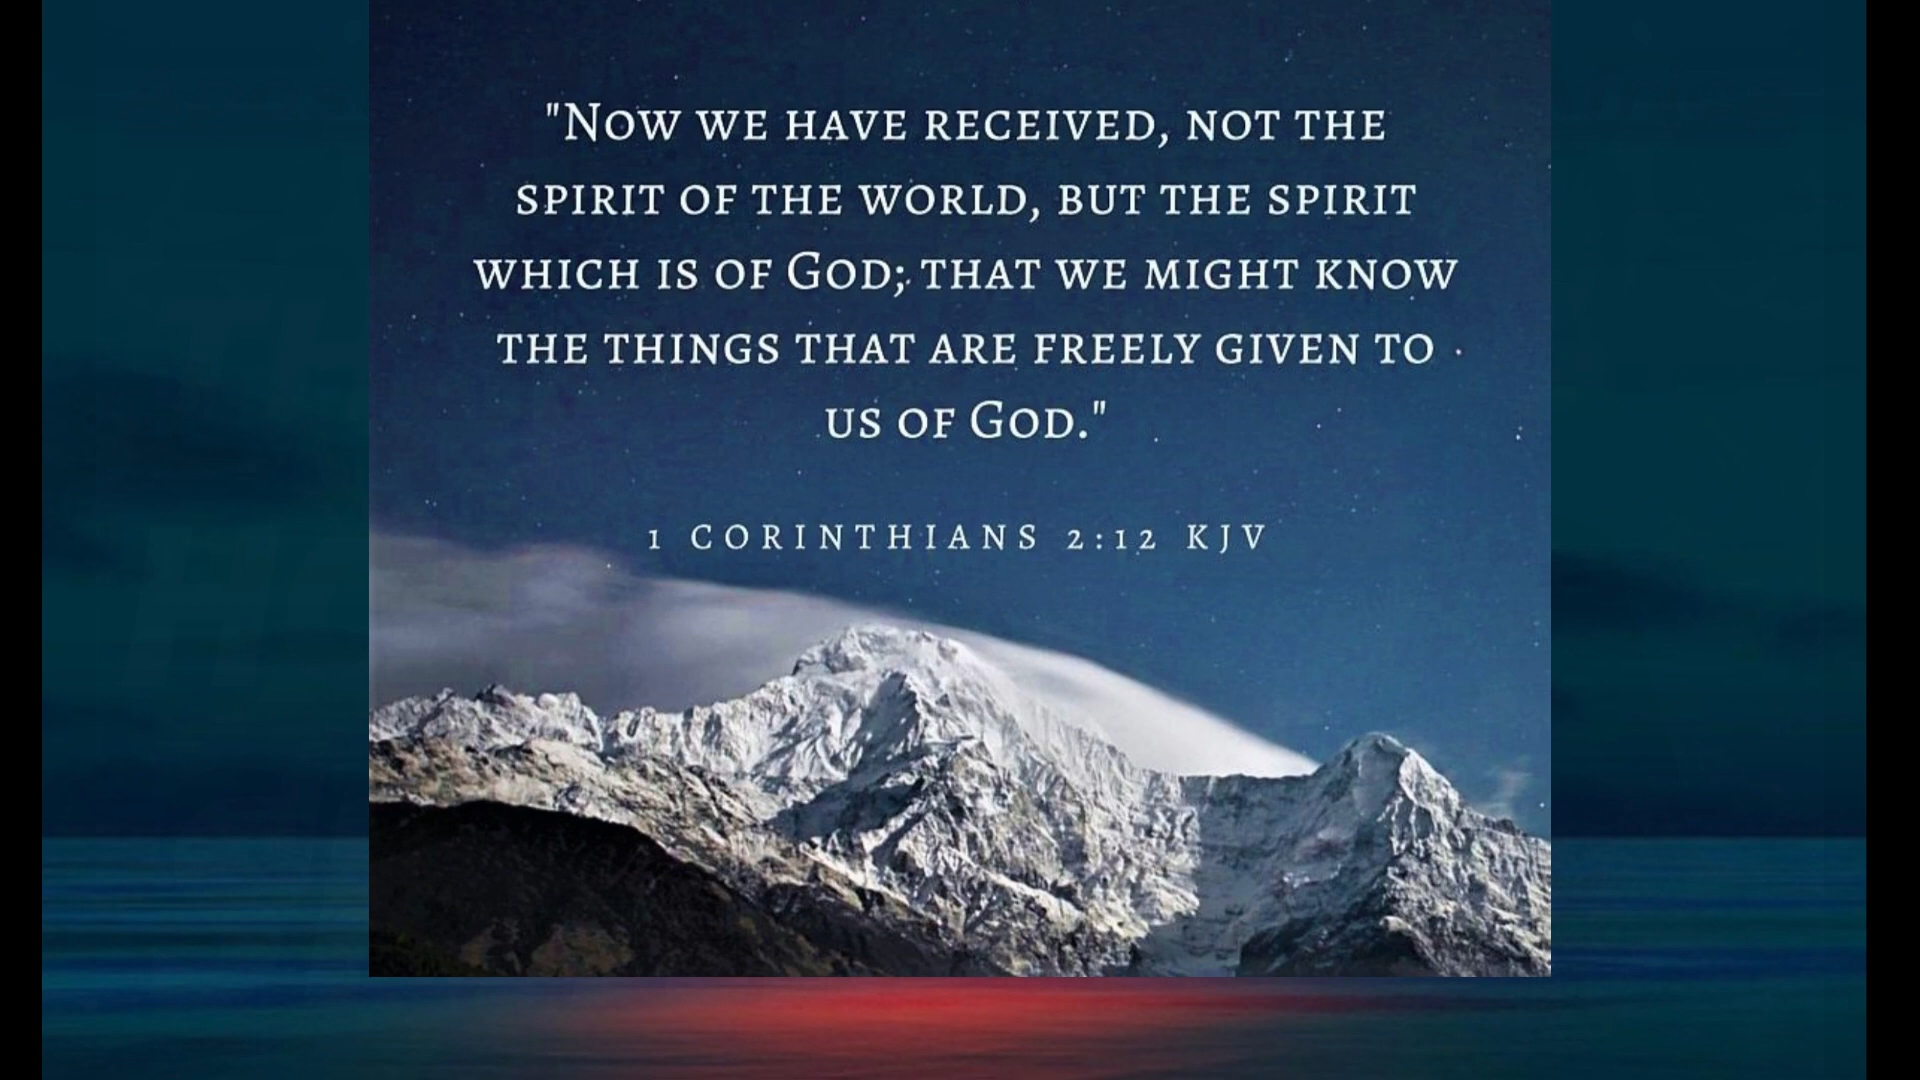 "Now we have received, not the
spirit of the world, but the spirit
which is of God; that we might know
the things that are freely given to
us of God."
1 CORINTHIANS 2:12 KJV